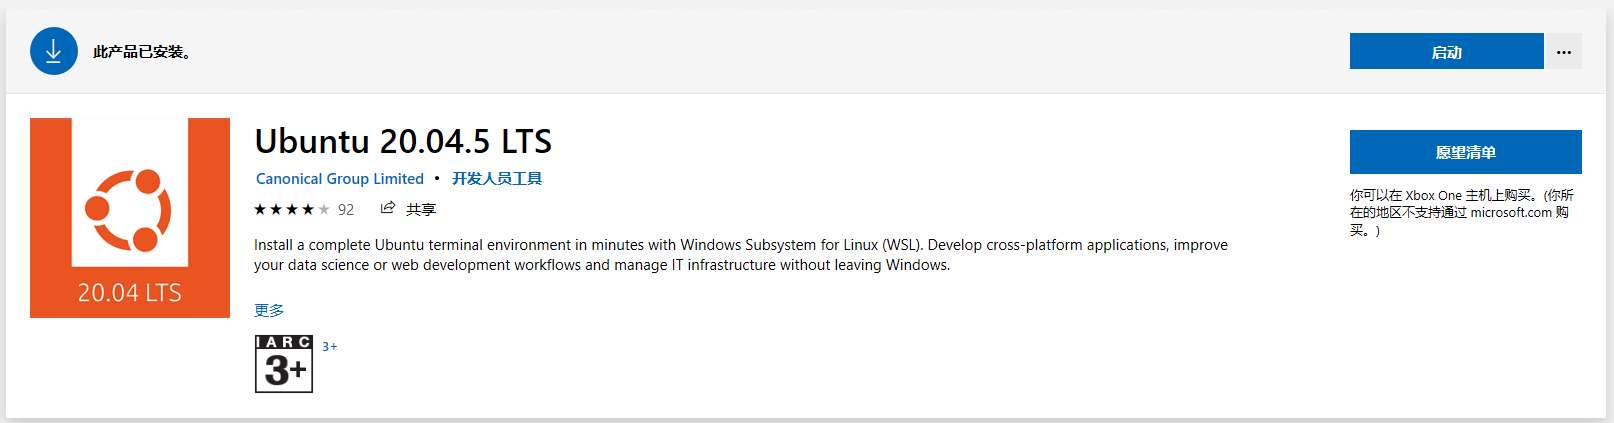 此产品已安装。
启动
...
Ubuntu 20.04.5 LTS
Canonical Group Limited • 开发人员工具
92 共享
Install a complete Ubuntu terminal environment in minutes with Windows Subsystem for Linux (WSL). Develop cross-platform applications, improve
your data science or web development workflows and manage IT infrastructure without leaving Windows.
更多
IARC
3+
3+
20.04 LTS
愿望清单
你可以在 Xbox One 主机上购买。(你所
在的地区不支持通过 microsoft.com 购
买。)